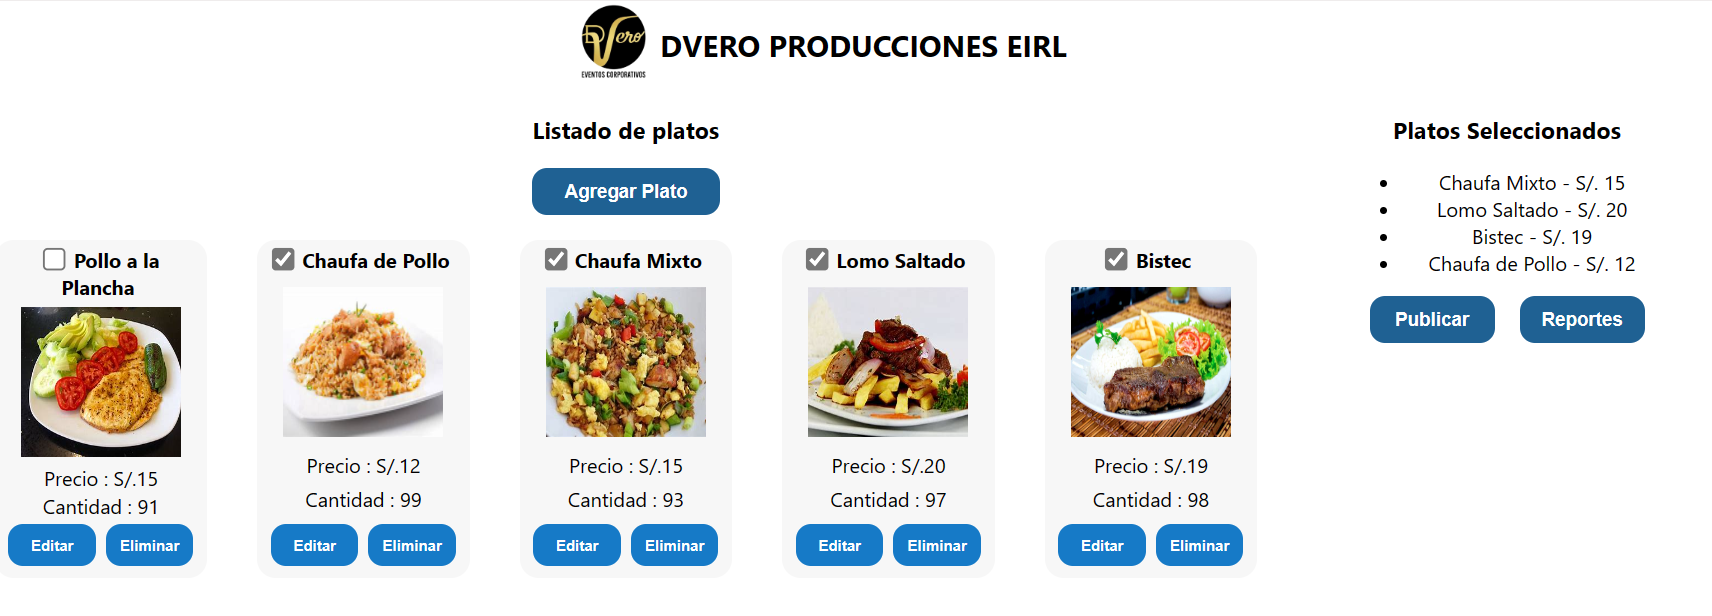 DVero
EVENTOS CORPORATIVOS
DVERO PRODUCCIONES EIRL
Listado de platos
Agregar Plato
Pollo a la
Plancha
Precio : S/.15
Cantidad : 91
Editar Eliminar
Chaufa de Pollo
Precio : S/.12
Cantidad : 99
Editar Eliminar
Chaufa Mixto
Precio : S/.15
Cantidad : 93
Editar Eliminar
Lomo Saltado
Precio : S/.20
Cantidad : 97
Editar Eliminar
Bistec
Precio : S/.19
Cantidad : 98
Editar Eliminar
Platos Seleccionados
Chaufa Mixto - S/. 15
Lomo Saltado - S/. 20
Bistec - S/. 19
Chaufa de Pollo - S/. 12
Publicar Reportes